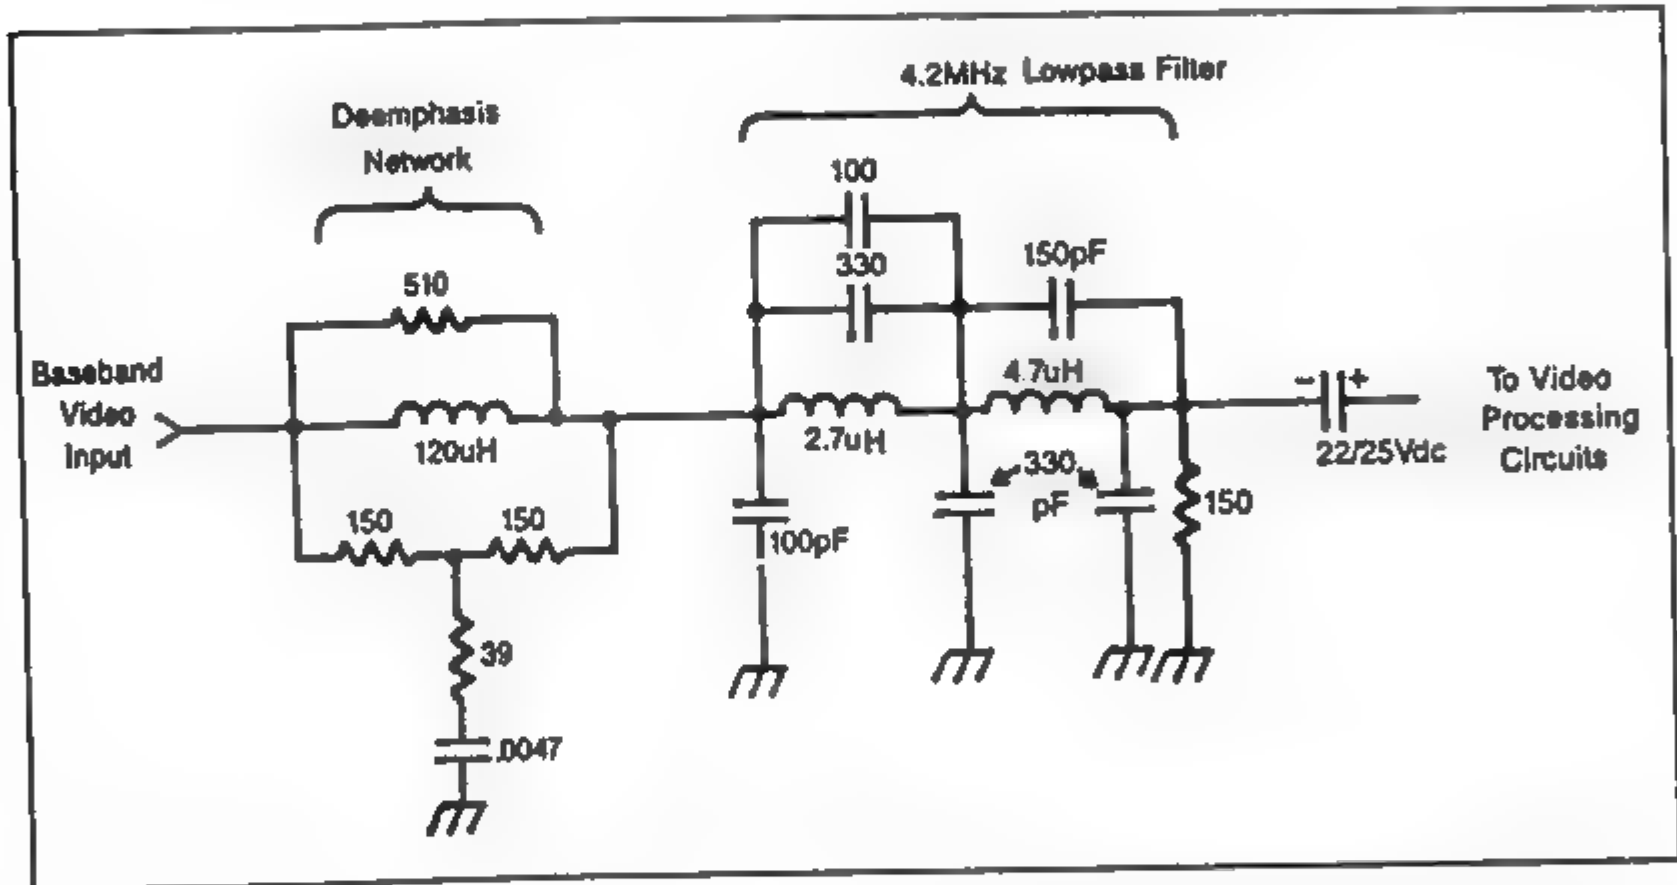 4.2MHz Lowpass Filter
Deemphasis
Network
100
330
150pF
510
Baseband
Video
Input
120uH
2.7uH
4.7uH
To Video
Processing
Circuits
22/25Vdc
150
150
100pF
330
pF
150
39
.0047